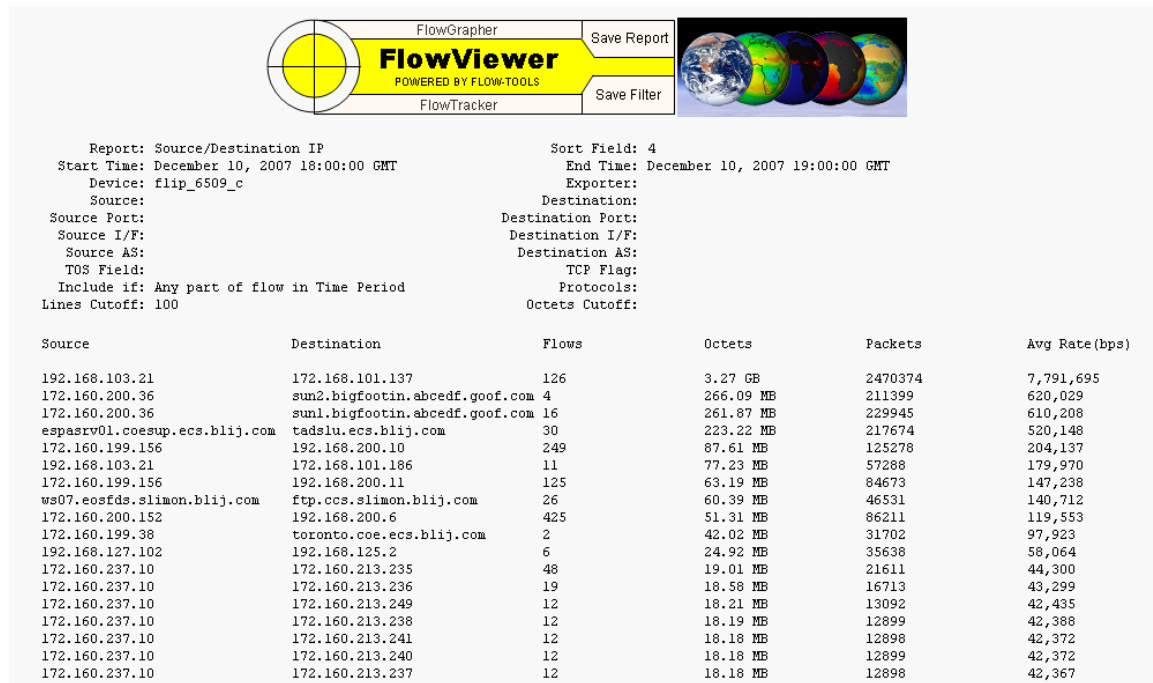 FlowGrapher
Save Report
FlowViewer
POWERED BY FLOW-TOOLS
Save Filter
FlowTracker
Report: Source/Destination IP Sort Field: 4
Start Time: December 10, 2007 18:00:00 GMT End Time: December 10, 2007 19:00:00 GMT
Device: flip_6509_c Exporter:
Source: Destination:
Source Port: Destination Port:
Source I/F: Destination I/F:
Source AS: Destination AS:
TOS Field: TCP Flag:
Include if: Any part of flow in Time Period Protocols:
Lines Cutoff: 100 Octets Cutoff:
Source Destination Flows Octets Packets Avg Rate(bps)
192.168.103.21 172.168.101.137 126 3.27 GB 2470374 7,791,695
172.160.200.36 sun2.bigfootin.abcedf.goof.com 4 266.09 MB 211399 620,029
172.160.200.36 sun1.bigfootin.abcedf.goof.com 16 261.87 MB 229945 610,208
espasrv01.coesup.ecs.blij.com tadslu.ecs.blij.com 30 223.22 MB 217674 520,148
172.160.199.156 192.168.200.10 249 87.61 MB 125278 204,137
192.168.103.21 172.168.101.186 11 77.23 MB 57288 179,970
172.160.199.156 192.168.200.11 125 63.19 MB 84673 147,238
ws07.eosfds.slimon.blij.com ftp.ccs.slimon.blij.com 26 60.39 MB 46531 140,712
172.160.200.152 192.168.200.6 425 51.31 MB 86211 119,553
172.160.199.38 toronto.coe.ecs.blij.com 2 42.02 MB 31702 97,923
192.168.127.102 192.168.125.2 6 24.92 MB 35638 58,064
172.160.237.10 172.160.213.235 48 19.01 MB 21611 44,300
172.160.237.10 172.160.213.236 19 18.58 MB 16713 43,299
172.160.237.10 172.160.213.249 12 18.21 MB 13092 42,435
172.160.237.10 172.160.213.238 12 18.19 MB 12899 42,388
172.160.237.10 172.160.213.241 12 18.18 MB 12898 42,372
172.160.237.10 172.160.213.240 12 18.18 MB 12899 42,372
172.160.237.10 172.160.213.237 12 18.18 MB 12898 42,367